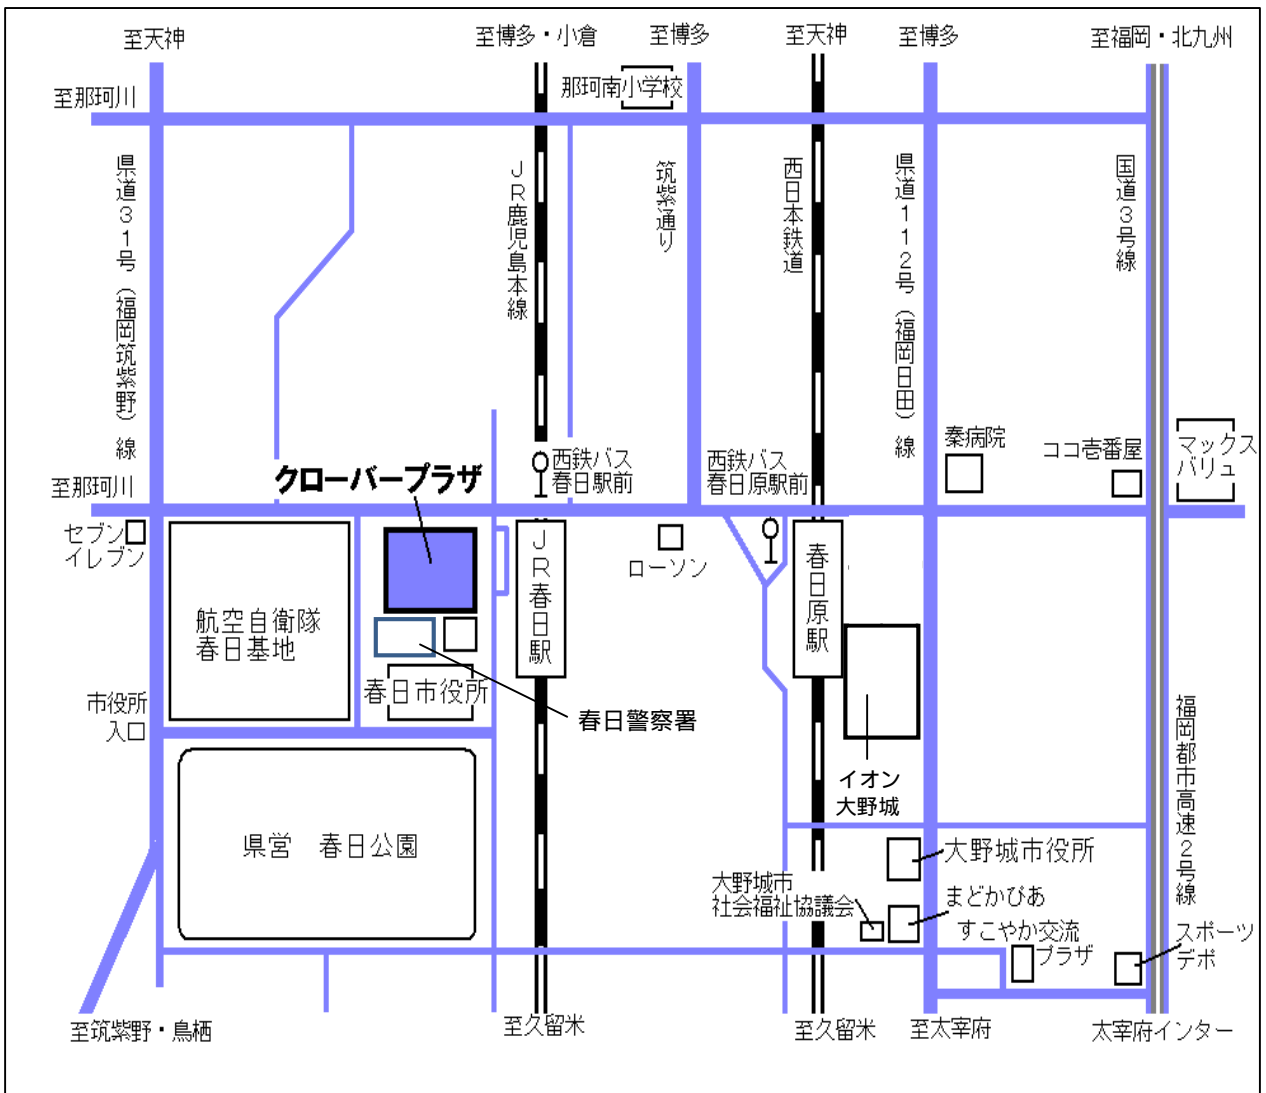 至天神
至博多・小倉
至博多
至天神
至博多
至福岡・北九州
那珂南小学校
至那珂川
県道31号(福岡筑紫野)線
JR鹿児島本線
筑紫通り
西日本鉄道
県道112号(福岡日田)線
国道3号線
秦病院
ココ壱番屋
マックス
バリュ
西鉄バス
春日駅前
西鉄バス
春日原駅前
クローバープラザ
至那珂川
セブン
イレブン
JR春日駅
ローソン
春日原駅
航空自衛隊
春日基地
春日市役所
春日警察署
市役所
入口
イオン
大野城
福岡都市高速2号線
県営 春日公園
大野城市役所
大野城市
社会福祉協議会
まどかぴあ
すこやか交流
プラザ
スポーツ
デポ
至筑紫野・鳥栖
至久留米
至久留米
至太宰府
太宰府インター